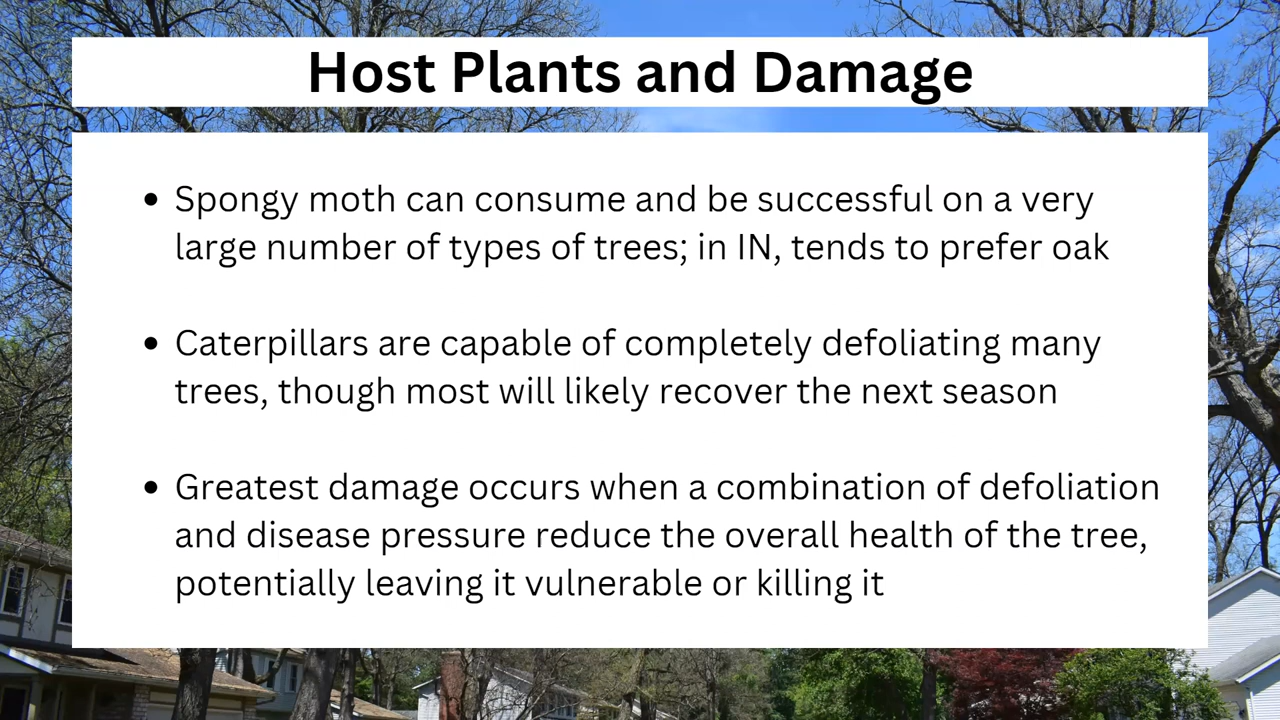 Host Plants and Damage
• Spongy moth can consume and be successful on a very
large number of types of trees; in IN, tends to prefer oak
• Caterpillars are capable of completely defoliating many
trees, though most will likely recover the next season
• Greatest damage occurs when a combination of defoliation
and disease pressure reduce the overall health of the tree,
potentially leaving it vulnerable or killing it